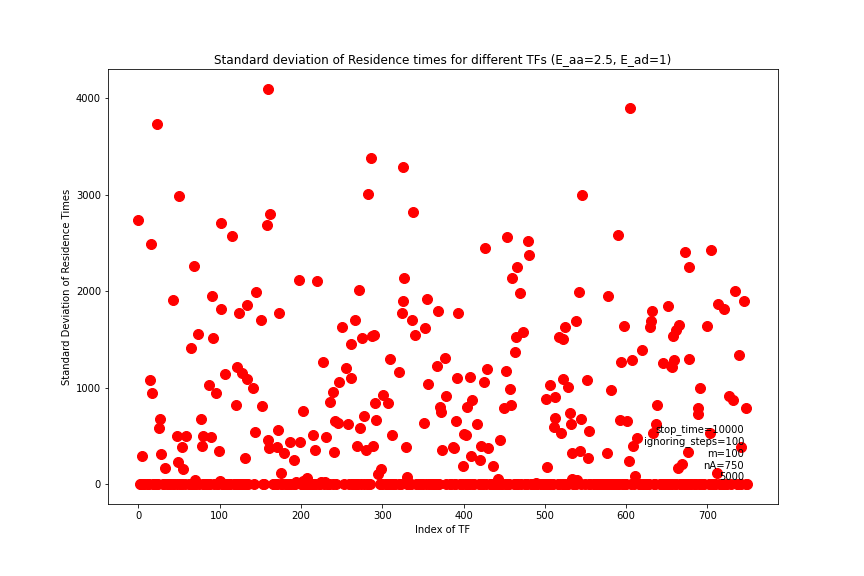 Standard deviation of Residence times for different TFs (E_aa=2.5, E_ad=1)
Standard Deviation of Residence Times
4000
3000
2000
1000
0
stop_time=10000
ignoring_steps=100
m=100
nA=750
5000
0 100 200 300 400 500 600 700
Index of TF